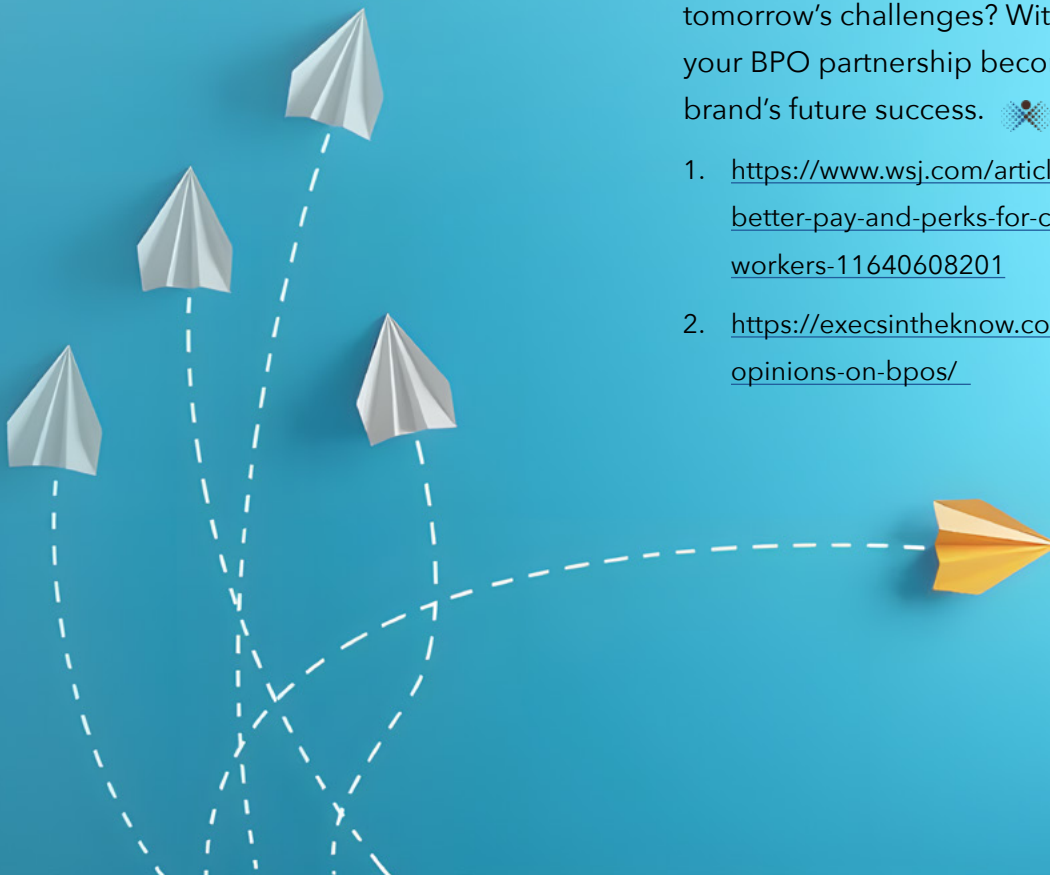 tomorrow’s challenges? Wit
your BPO partnership beco
brand’s future success.
1. https://www.wsj.com/articl
better-pay-and-perks-for-c
workers-11640608201
2. https://execsintheknow.co
opinions-on-bpos/